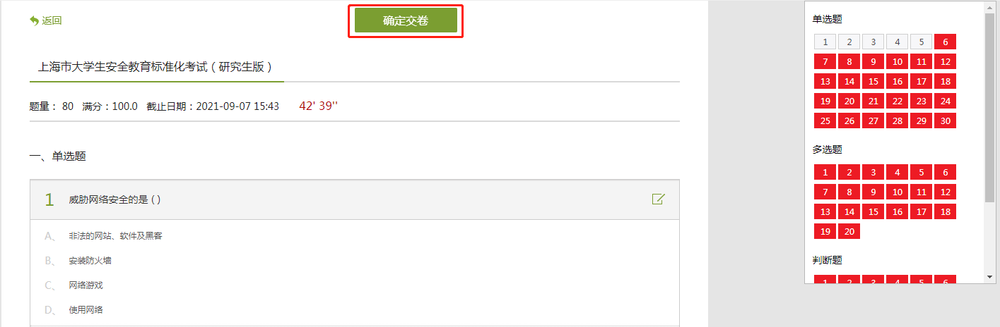 返回
确定交卷
上海市大学生安全教育标准化考试（研究生版）
题量： 80 满分：100.0 截止日期：2021-09-07 15:43 42' 39''
一、单选题
1 威胁网络安全的是 ( )
A、 非法的网站、软件及黑客
B、 安装防火墙
C、 网络游戏
D、 使用网络
单选题
1 2 3 4 5 6
7 8 9 10 11 12
13 14 15 16 17 18
19 20 21 22 23 24
25 26 27 28 29 30
多选题
1 2 3 4 5 6
7 8 9 10 11 12
13 14 15 16 17 18
19 20
判断题
1 2 3 4 5 6